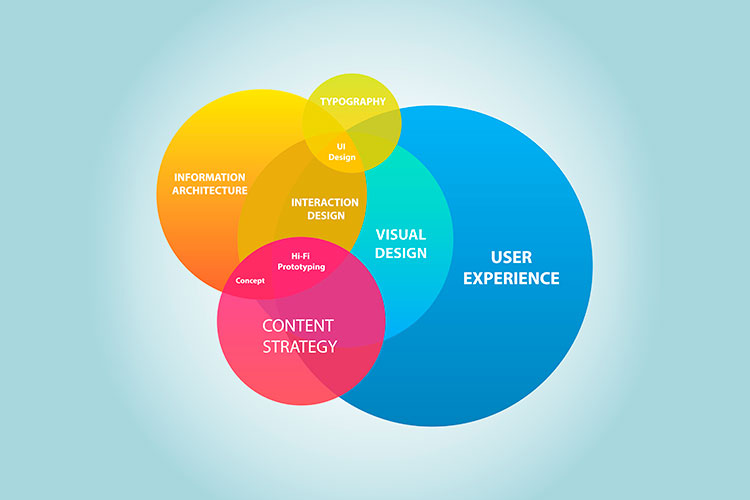 TYPOGRAPHY
UI
Design
INFORMATION
ARCHITECTURE
INTERACTION
DESIGN
VISUAL
DESIGN
USER
EXPERIENCE
Hi-Fi
Prototyping
Concept
CONTENT
STRATEGY